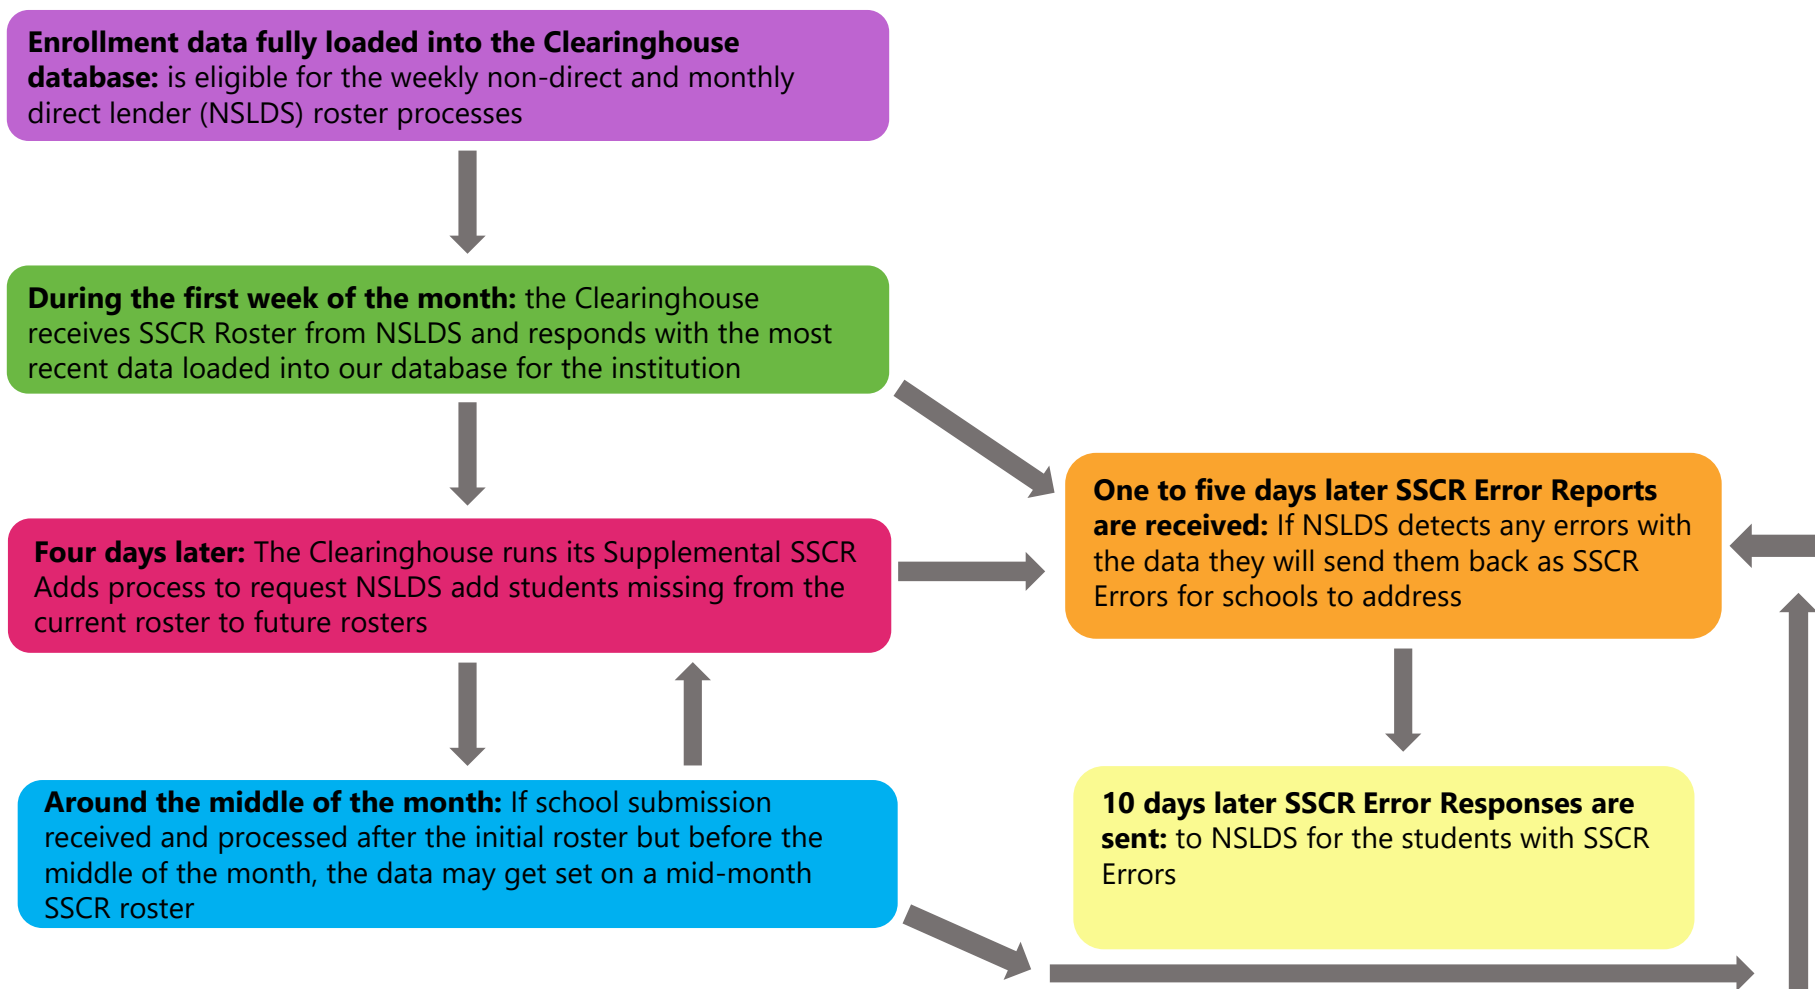 Enrollment data fully loaded into the Clearinghouse
database: is eligible for the weekly non-direct and monthly
direct lender (NSLDS) roster processes
During the first week of the month: the Clearinghouse
receives SSCR Roster from NSLDS and responds with the most
recent data loaded into our database for the institution
Four days later: The Clearinghouse runs its Supplemental SSCR
Adds process to request NSLDS add students missing from the
current roster to future rosters
Around the middle of the month: If school submission
received and processed after the initial roster but before the
middle of the month, the data may get set on a mid-month
SSCR roster
One to five days later SSCR Error Reports
are received: If NSLDS detects any errors with
the data they will send them back as SSCR
Errors for schools to address
10 days later SSCR Error Responses are
sent: to NSLDS for the students with SSCR
Errors